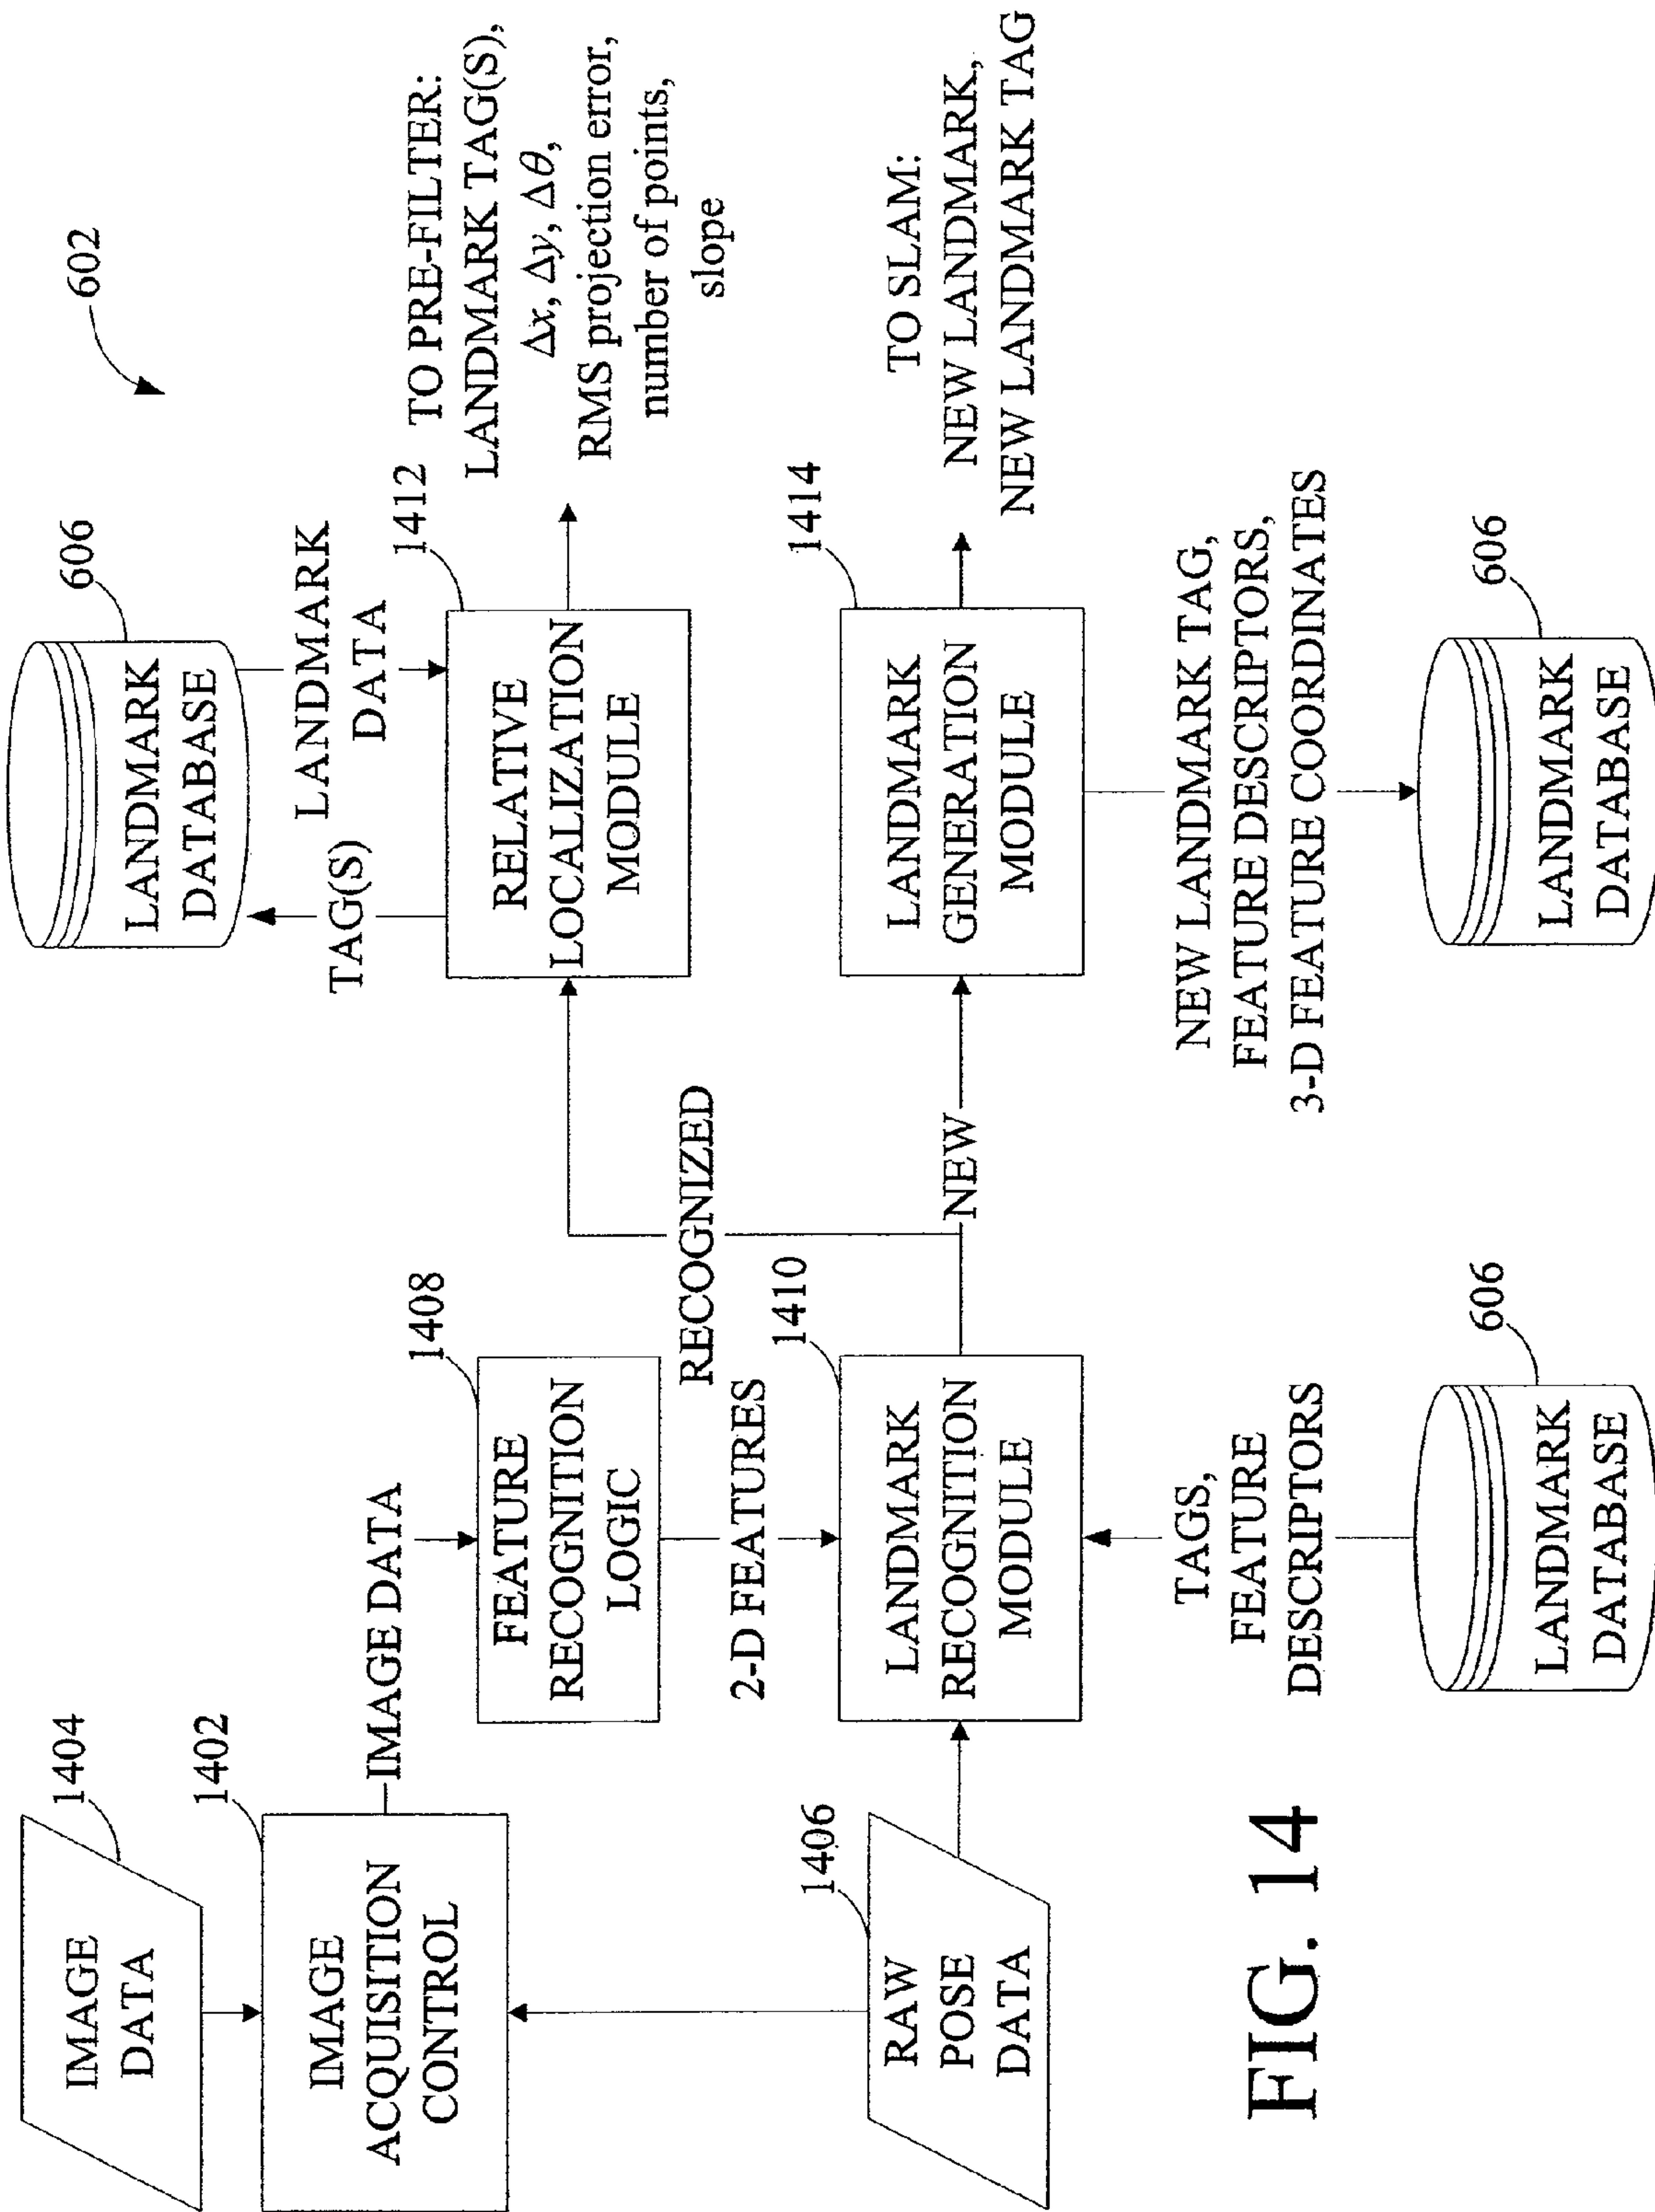 602
1404
IMAGE
DATA
1402
IMAGE
ACQUISITION
CONTROL
IMAGE DATA
1408
FEATURE
RECOGNITION
LOGIC
2-D FEATURES
1406
RAW
POSE
DATA
1410
LANDMARK
RECOGNITION
MODULE
TAGS,
FEATURE
DESCRIPTORS
606
LANDMARK
DATABASE
RECOGNIZED
NEW
606
LANDMARK
DATABASE
TAG(S)
LANDMARK
DATA
1412
RELATIVE
LOCALIZATION
MODULE
TO PRE-FILTER:
LANDMARK TAG(S),
Δx, Δy, Δθ,
RMS projection error,
number of points,
slope
1414
LANDMARK
GENERATION
MODULE
TO SLAM:
NEW LANDMARK,
NEW LANDMARK TAG
NEW LANDMARK TAG,
FEATURE DESCRIPTORS,
3-D FEATURE COORDINATES
606
LANDMARK
DATABASE
FIG. 14